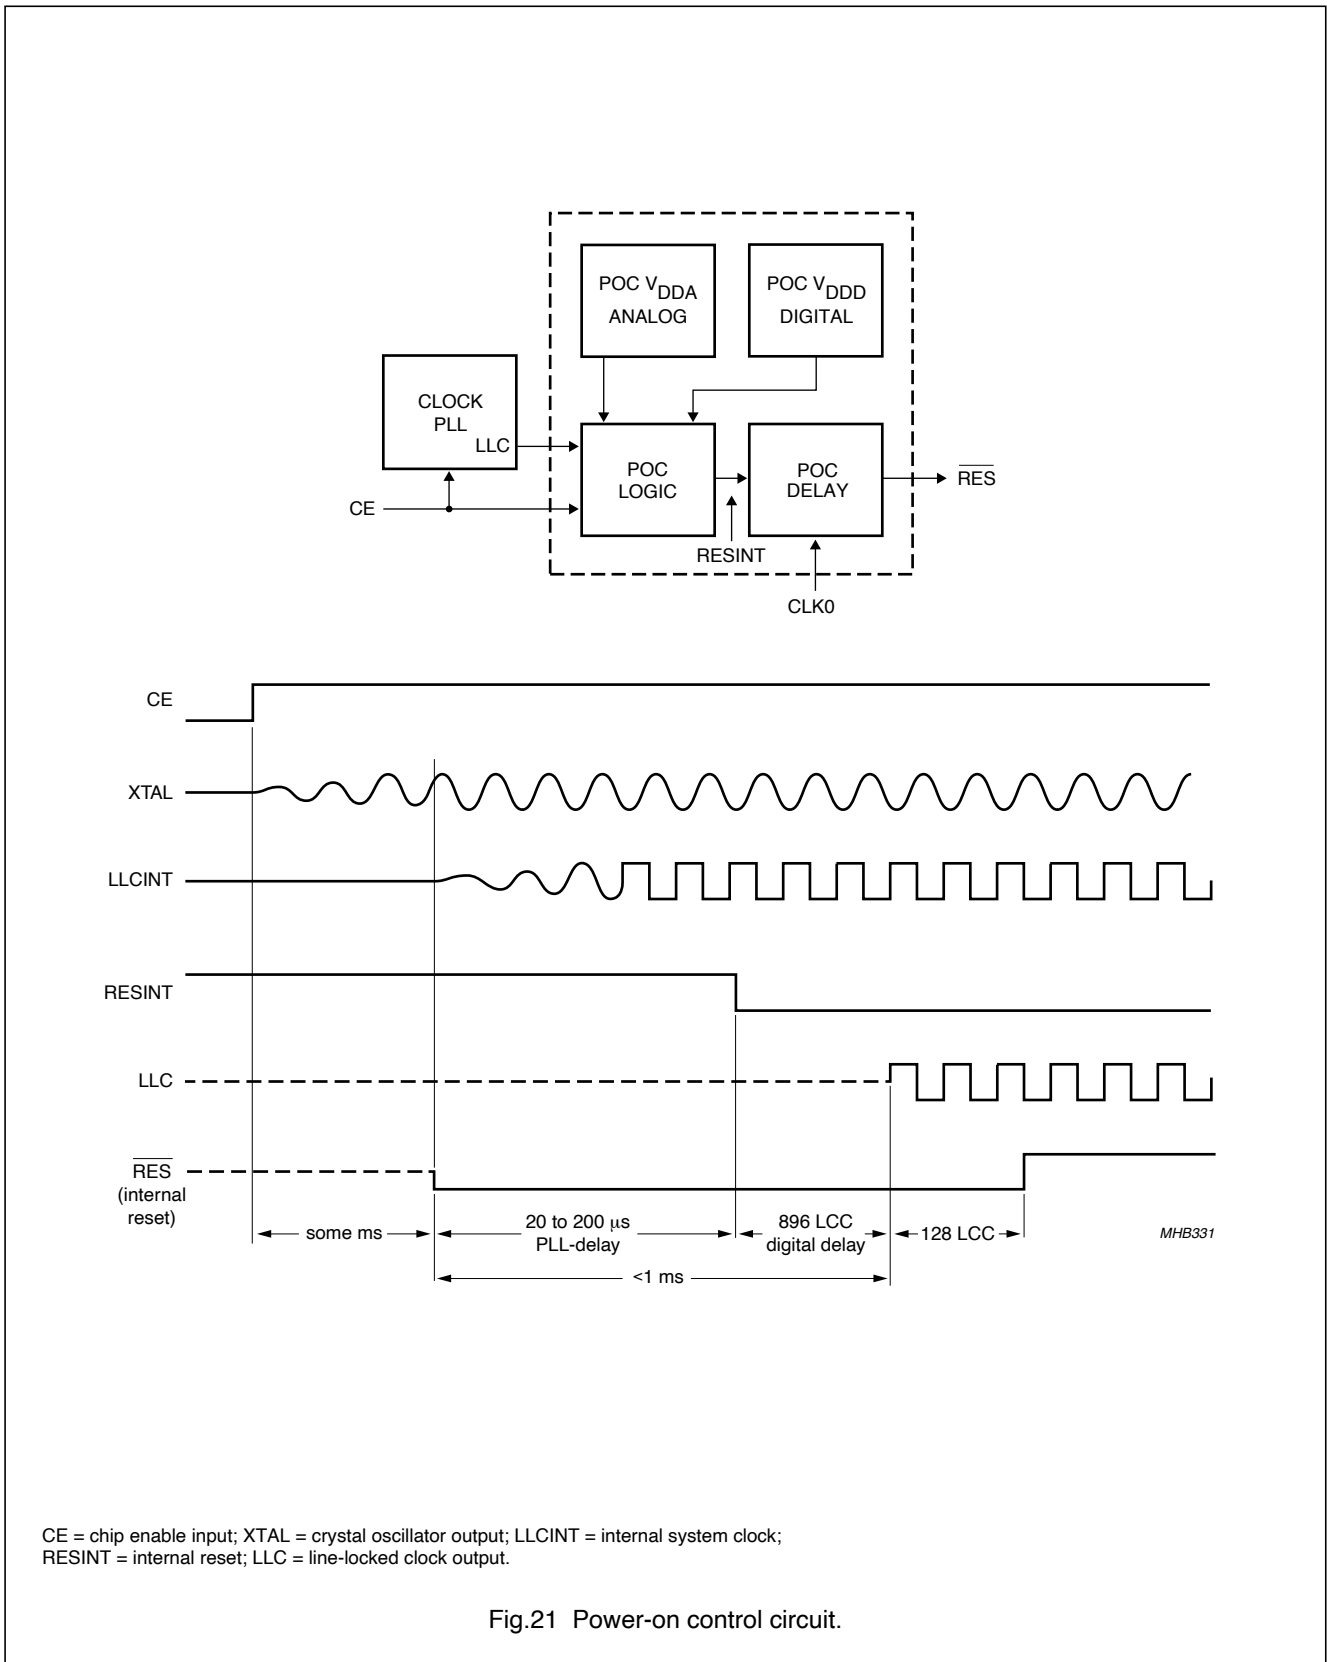 POC VDDA
ANALOG
POC VDDD
DIGITAL
CLOCK
PLL
LLC
POC
LOGIC
POC
DELAY
RES
CE
RESINT
CLK0
CE
XTAL
LLCINT
RESINT
LLC
RES
(internal
reset)
some ms
20 to 200 μs
PLL-delay
896 LCC
digital delay
128 LCC
MHB331
<1 ms
CE = chip enable input; XTAL = crystal oscillator output; LLCINT = internal system clock;
RESINT = internal reset; LLC = line-locked clock output.
Fig.21 Power-on control circuit.